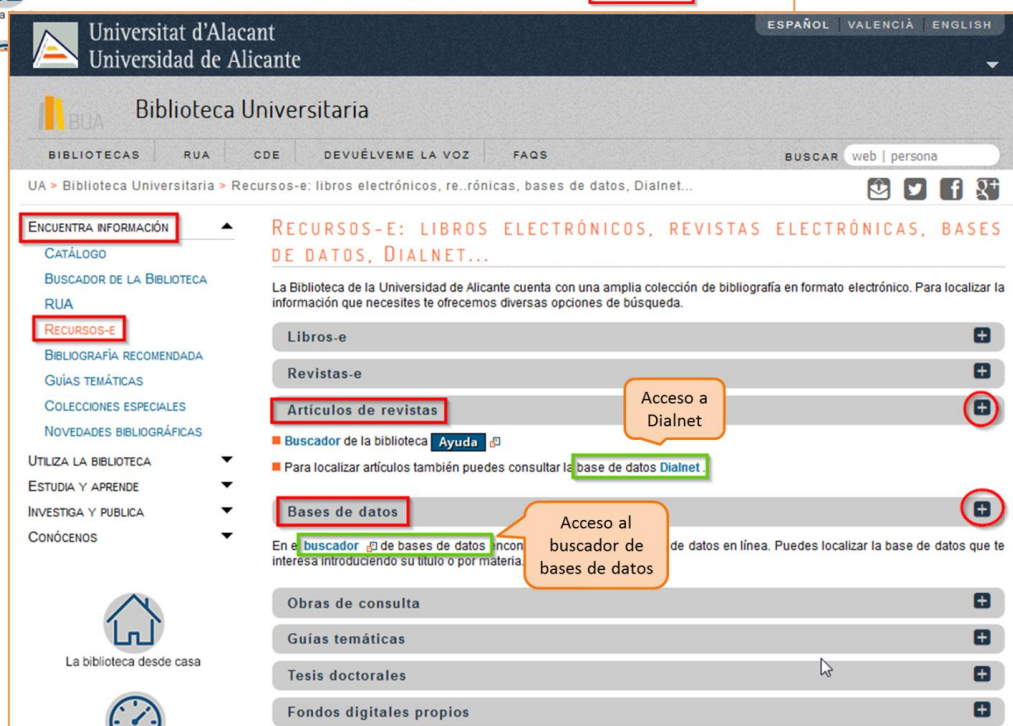 a
Universitat d'Alacant
Universidad de Alicante
ESPAÑOL VALENCIÀ ENGLISH
BUA
Biblioteca Universitaria
BIBLIOTECAS RUA CDE DEVUÉLVEME LA VOZ FAQS BUSCAR web | persona
UA > Biblioteca Universitaria > Recursos-e: libros electrónicos, re..rónicas, bases de datos, Dialnet...
ENCUENTRA INFORMACIÓN
CATÁLOGO
BUSCADOR DE LA BIBLIOTECA
RUA
RECURSOS-E
BIBLIOGRAFÍA RECOMENDADA
GUÍAS TEMÁTICAS
COLECCIONES ESPECIALES
NOVEDADES BIBLIOGRÁFICAS
UTILIZA LA BIBLIOTECA
ESTUDIA Y APRENDE
INVESTIGA Y PUBLICA
CONÓCENOS
La biblioteca desde casa
RECURSOS-E: LIBROS ELECTRÓNICOS, REVISTAS ELECTRÓNICAS, BASES
DE DATOS, DIALNET...
La Biblioteca de la Universidad de Alicante cuenta con una amplia colección de bibliografía en formato electrónico. Para localizar la
información que necesites te ofrecemos diversas opciones de búsqueda.
Libros-e
Revistas-e
Artículos de revistas
Acceso a
Dialnet
Buscador de la biblioteca Ayuda
Para localizar artículos también puedes consultar la base de datos Dialnet.
Bases de datos
Acceso al
buscador de
bases de datos
En el buscador de bases de datos encon de datos en línea. Puedes localizar la base de datos que te
interesa introduciendo su título o por materia.
Obras de consulta
Guías temáticas
Tesis doctorales
Fondos digitales propios